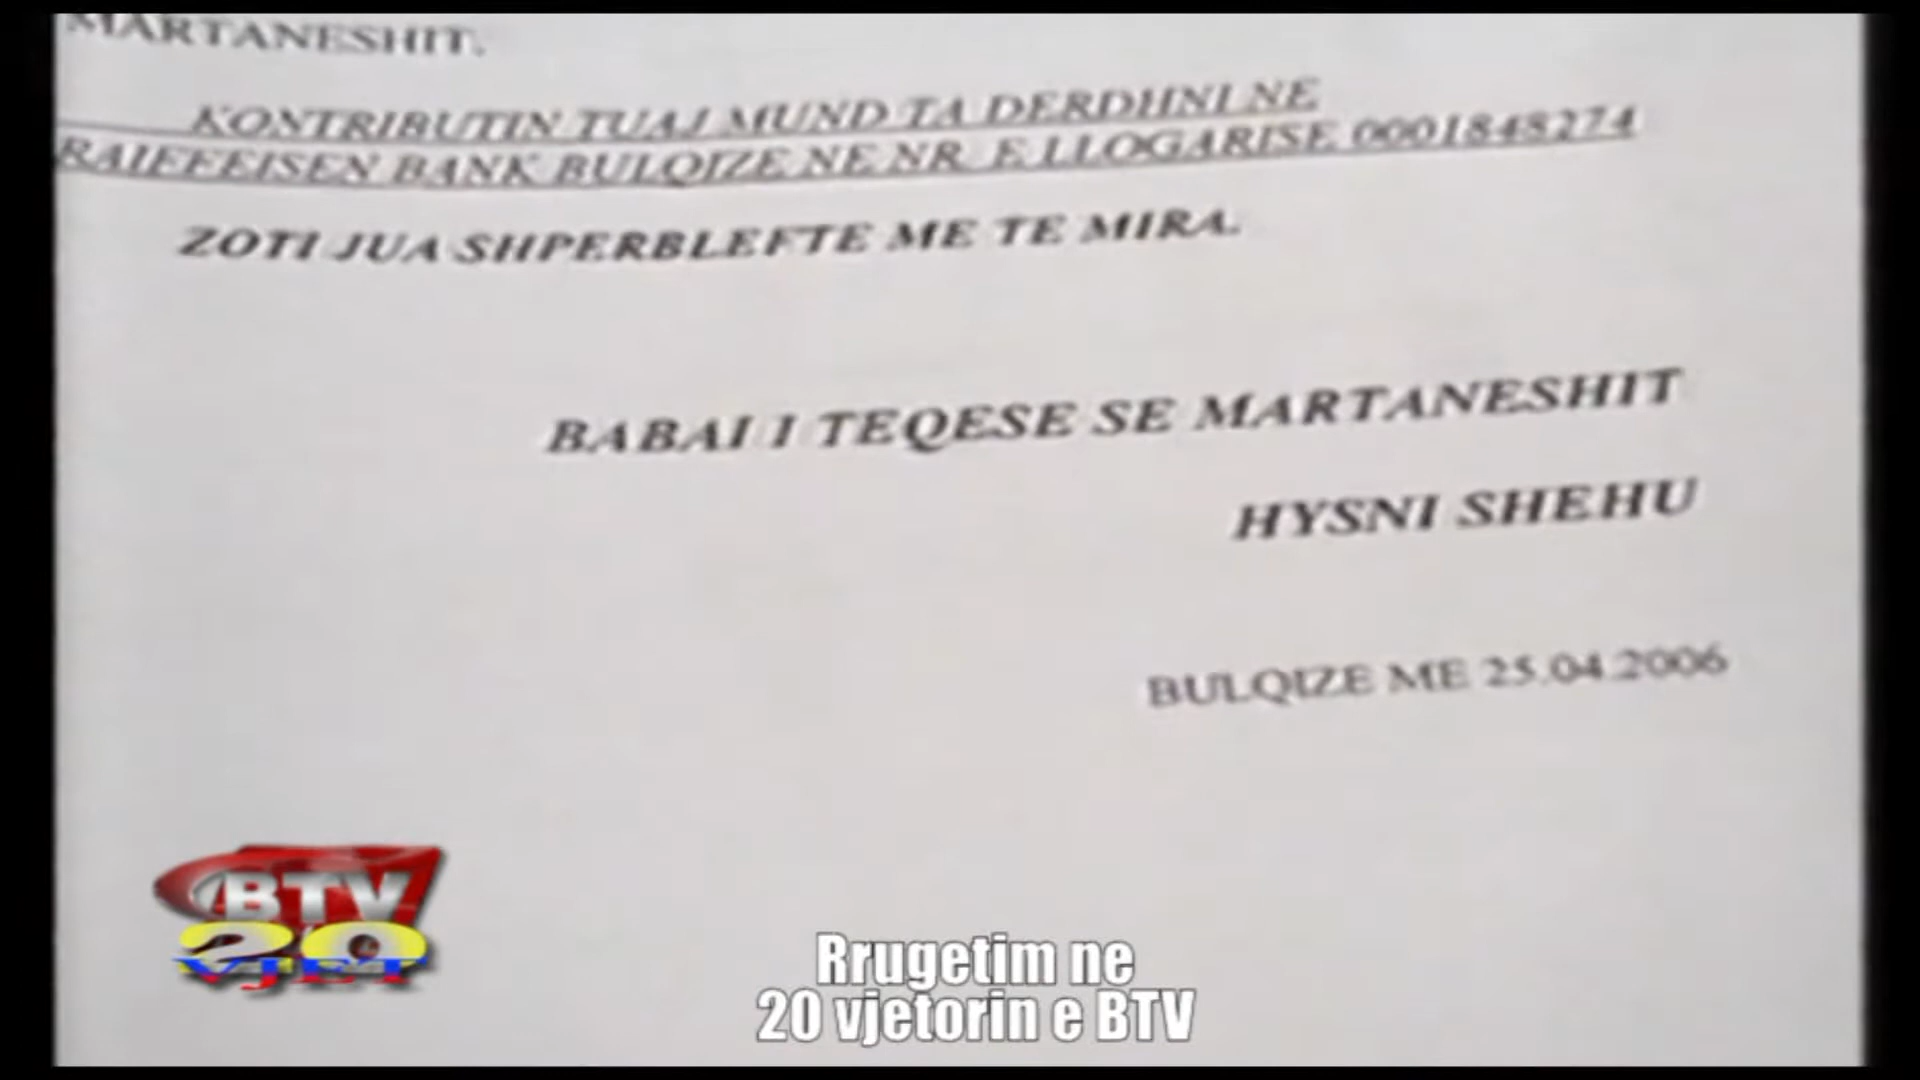 MARTANESHIT.
KONTRIBUTIN TUAJ MUND TA DERDHNI NE
RAIFFEISEN BANK BULQIZE NE NR. E LLOGARISE 0001848274
ZOTI JUA SHPERBLEFTE ME TE MIRA.
BABAI I TEQESE SE MARTANESHIT
HYSNI SHEHU
BULQIZE ME 25.04.2006
BTV
20
VJET
Rrugetim ne
20 vjetorin e BTV